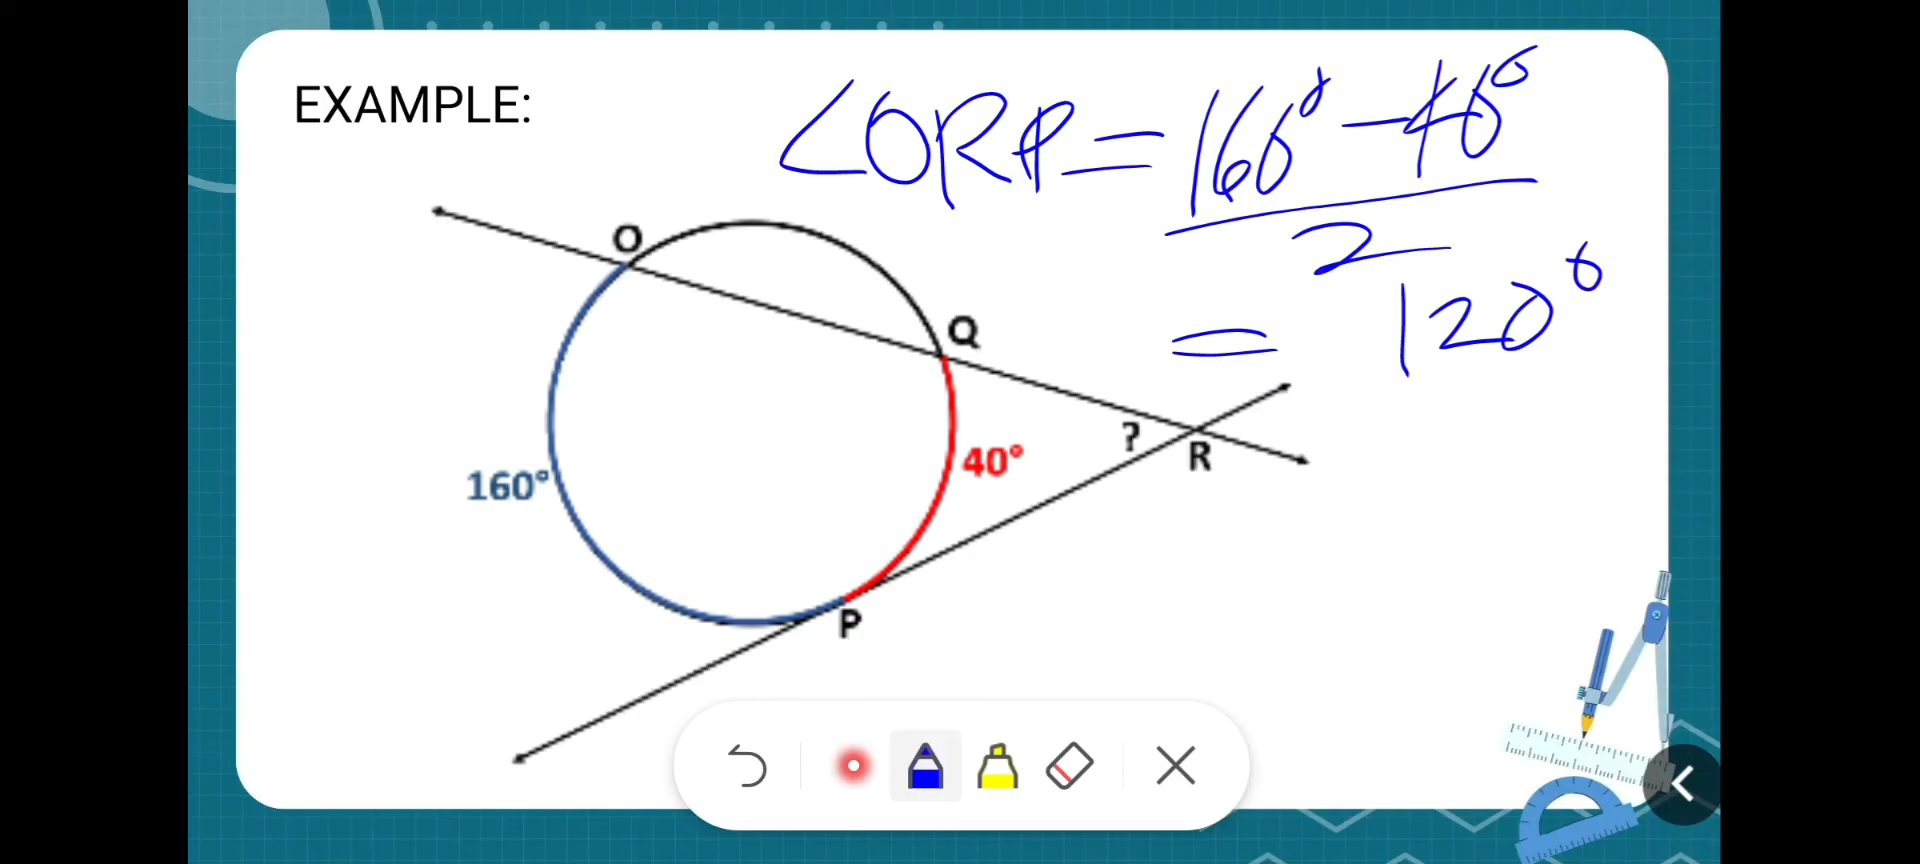 EXAMPLE:
∠ORP = 160° - 40°
2
= 120°
O
Q
?
R
40°
160°
P